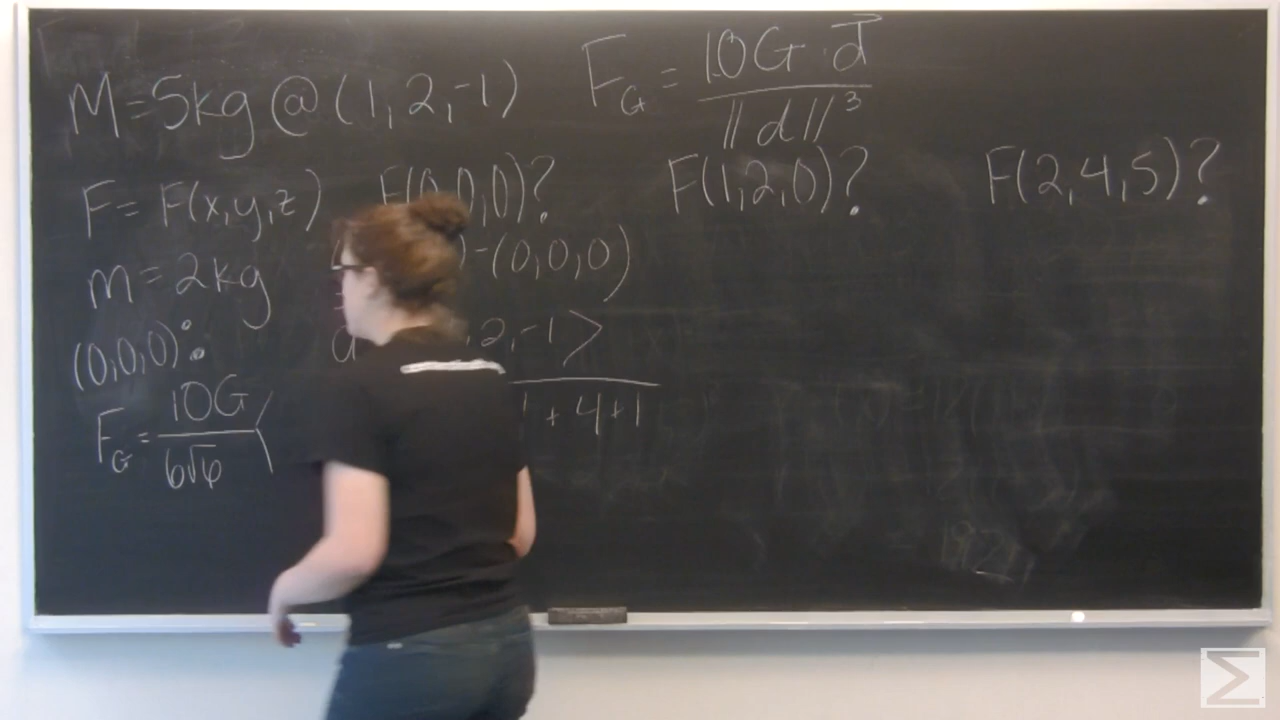 M=5kg @ (1,2,-1)
F_G = 10G·d⃗ / ||d||³
F= F(x,y,z)
F(0,0,0)?
F(1,2,0)?
F(2,4,5)?
m=2kg
)-(0,0,0)
(0,0,0):
d 2,-1>
F_G = 10G / 6√6 <
1+4+1
Σ